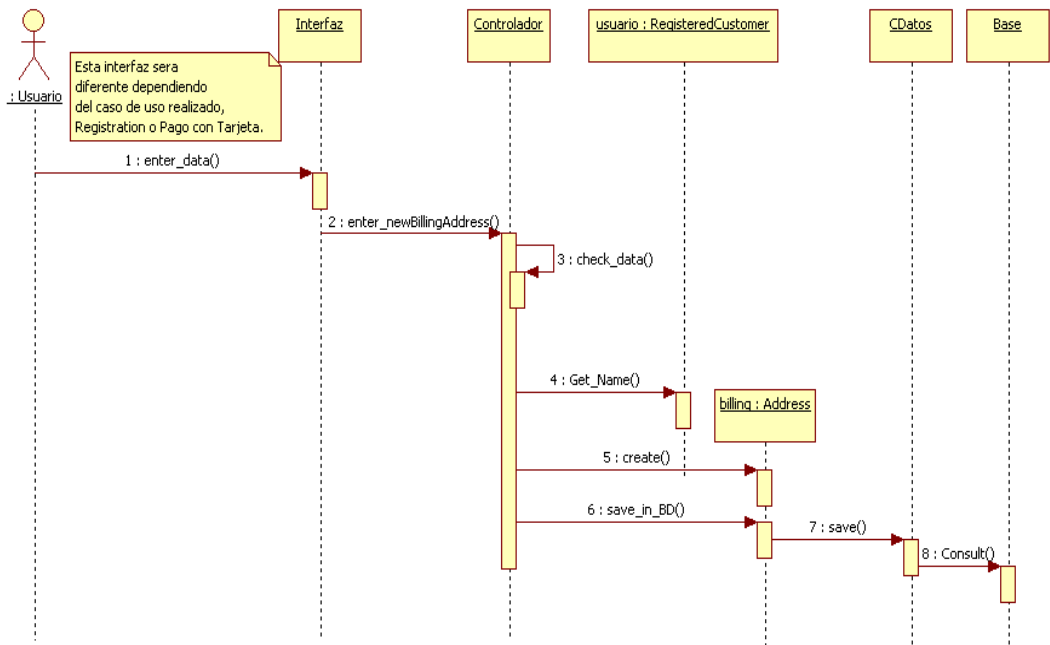 Interfaz
Controlador
usuario : RegisteredCustomer
CDatos
Base
: Usuario
Esta interfaz sera
diferente dependiendo
del caso de uso realizado,
Registration o Pago con Tarjeta.
1 : enter_data()
2 : enter_newBillingAddress()
3 : check_data()
4 : Get_Name()
billing : Address
5 : create()
6 : save_in_BD()
7 : save()
8 : Consult()